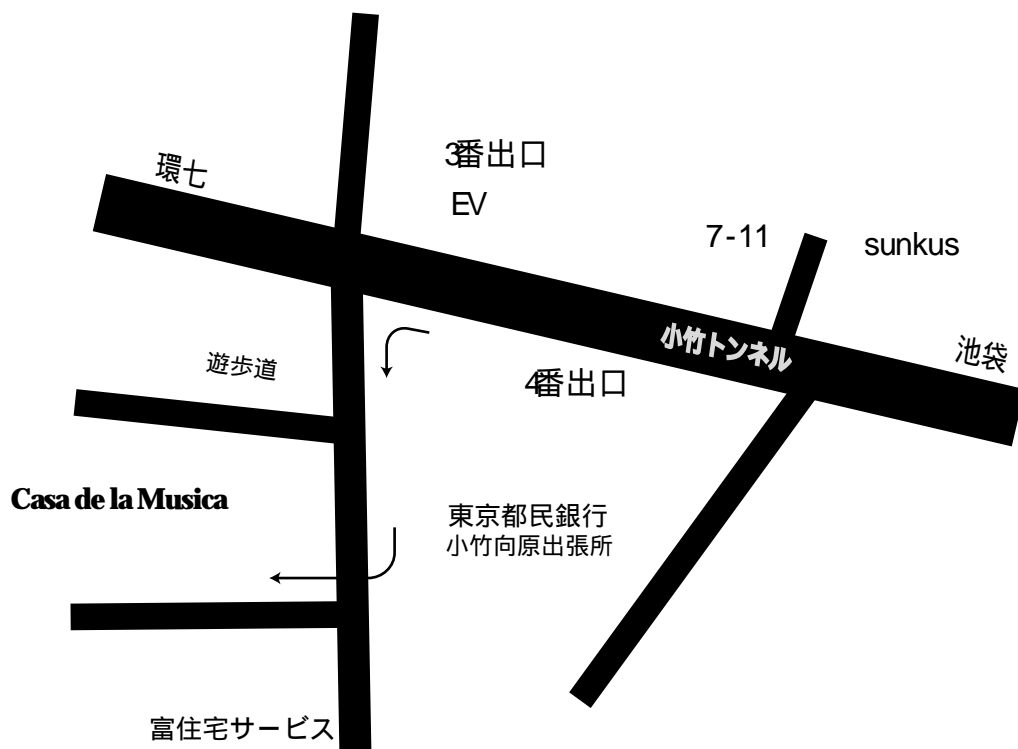 環七
3番出口
EV
7-11
sunkus
小竹トンネル
池袋
遊歩道
4番出口
Casa de la Musica
東京都民銀行
小竹向原出張所
富住宅サービス